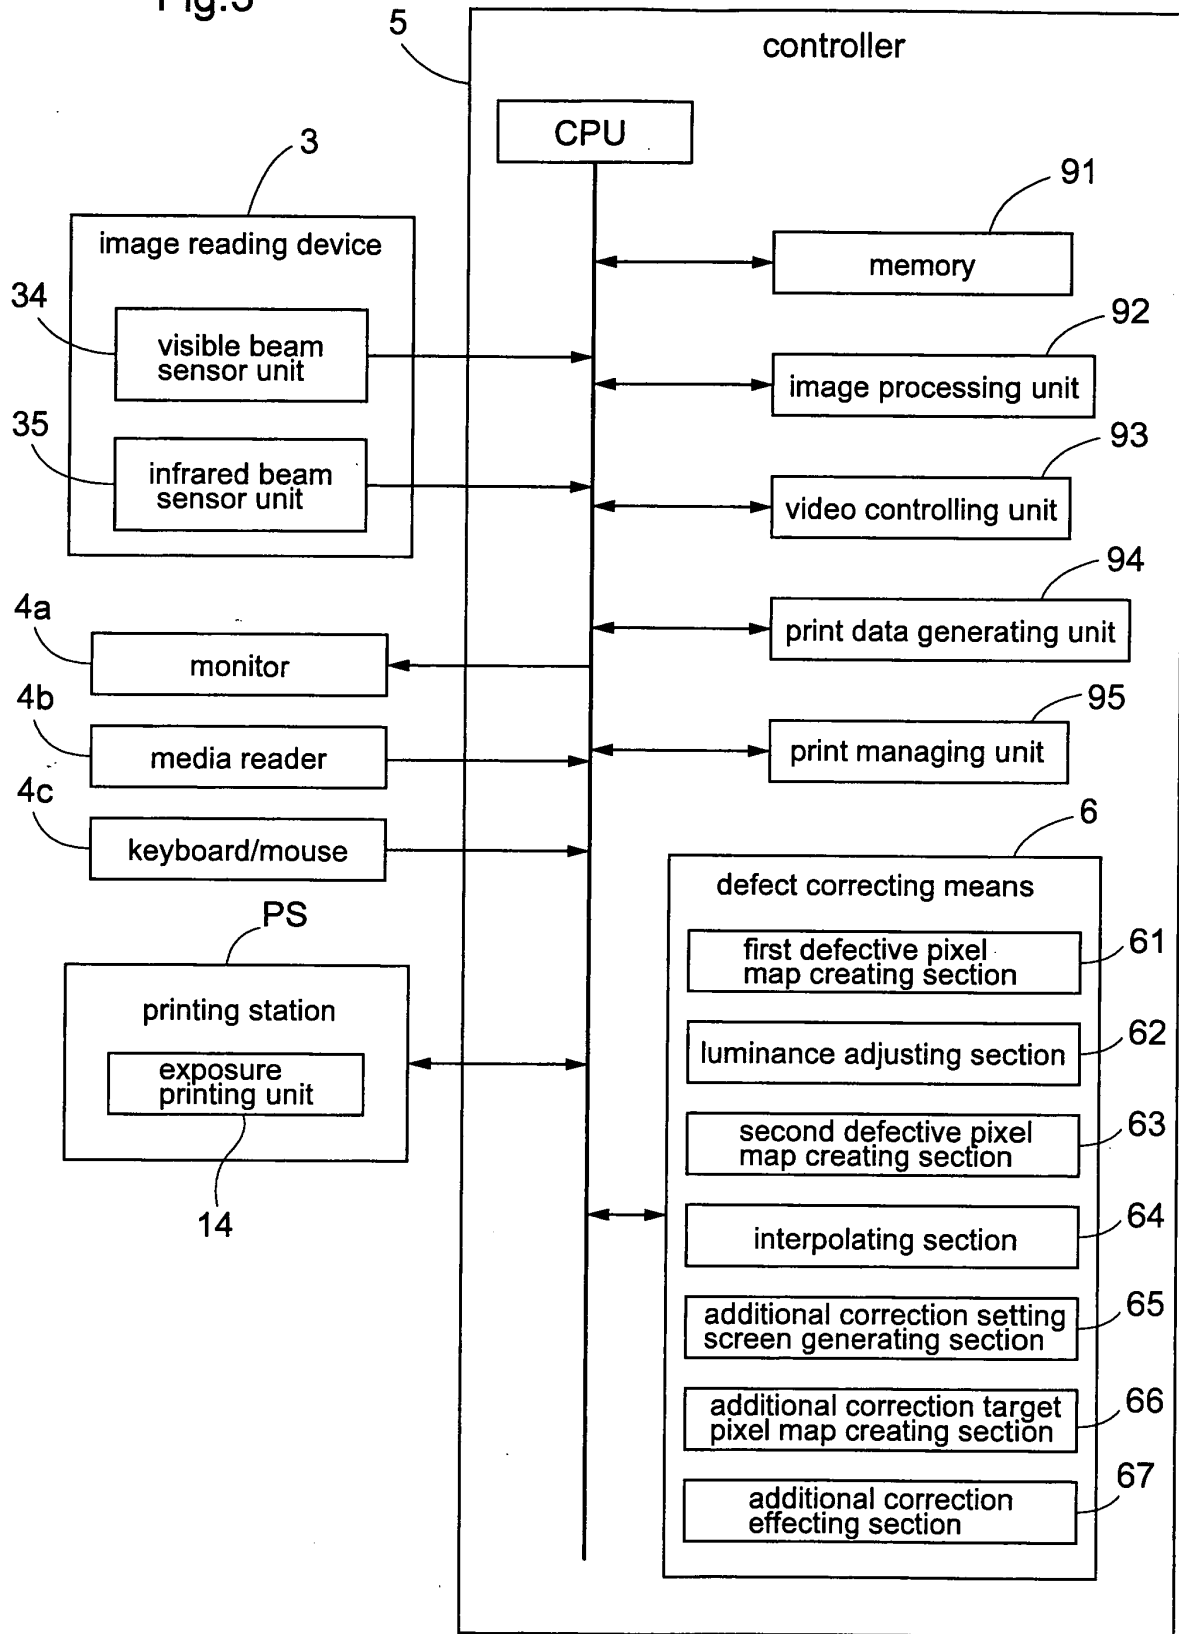 Fig.3
5
controller
CPU
3
image reading device
34
visible beam
sensor unit
35
infrared beam
sensor unit
91
memory
92
image processing unit
93
video controlling unit
94
print data generating unit
95
print managing unit
4a
monitor
4b
media reader
4c
keyboard/mouse
PS
printing station
exposure
printing unit
14
6
defect correcting means
first defective pixel
map creating section
61
luminance adjusting section
62
second defective pixel
map creating section
63
interpolating section
64
additional correction setting
screen generating section
65
additional correction target
pixel map creating section
66
additional correction
effecting section
67